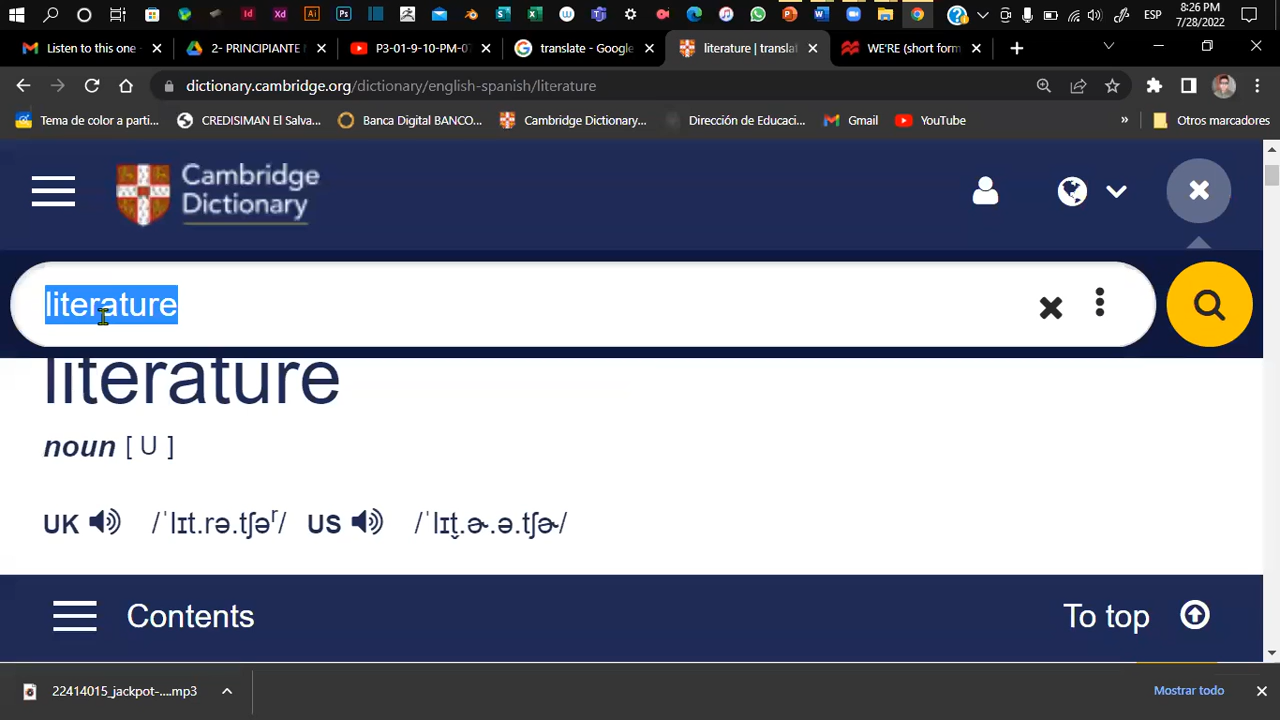 8:26 PM
ESP
7/28/2022
Listen to this one -
2- PRINCIPIANTE
P3-01-9-10-PM-0
translate - Google
literature | transla
WE'RE (short form
dictionary.cambridge.org/dictionary/english-spanish/literature
Tema de color a parti...
CREDISIMAN El Salva...
Banca Digital BANCO...
Cambridge Dictionary...
Dirección de Educaci...
Gmail
YouTube
»
Otros marcadores
Cambridge
Dictionary
literature
literature
noun [ U ]
UK /ˈlɪt.rə.tʃəʳ/ US /ˈlɪt̬.ɚ.ə.tʃɚ/
Contents
To top
22414015_jackpot-....mp3
Mostrar todo